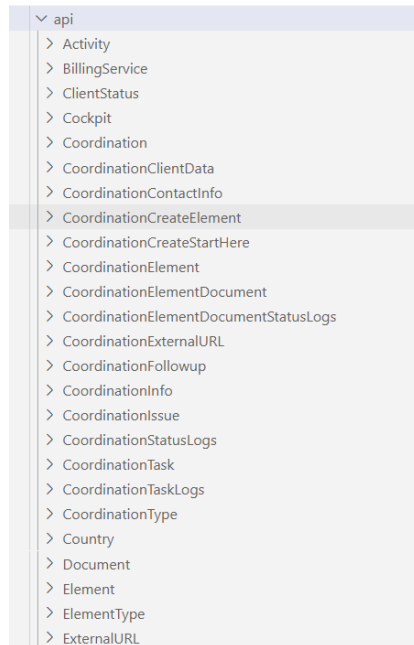 api
Activity
BillingService
ClientStatus
Cockpit
Coordination
CoordinationClientData
CoordinationContactInfo
CoordinationCreateElement
CoordinationCreateStartHere
CoordinationElement
CoordinationElementDocument
CoordinationElementDocumentStatusLogs
CoordinationExternalURL
CoordinationFollowup
CoordinationInfo
CoordinationIssue
CoordinationStatusLogs
CoordinationTask
CoordinationTaskLogs
CoordinationType
Country
Document
Element
ElementType
ExternalURL